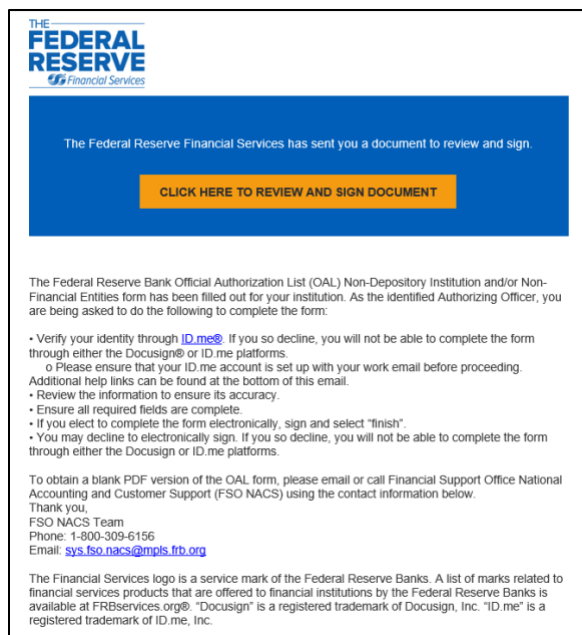 THE
FEDERAL
RESERVE
Financial Services
The Federal Reserve Financial Services has sent you a document to review and sign.
CLICK HERE TO REVIEW AND SIGN DOCUMENT
The Federal Reserve Bank Official Authorization List (OAL) Non-Depository Institution and/or Non-
Financial Entities form has been filled out for your institution. As the identified Authorizing Officer, you
are being asked to do the following to complete the form:
• Verify your identity through ID.me®. If you so decline, you will not be able to complete the form
through either the Docusign® or ID.me platforms.
o Please ensure that your ID.me account is set up with your work email before proceeding.
Additional help links can be found at the bottom of this email.
• Review the information to ensure its accuracy.
• Ensure all required fields are complete.
• If you elect to complete the form electronically, sign and select "finish".
• You may decline to electronically sign. If you so decline, you will not be able to complete the form
through either the Docusign or ID.me platforms.
To obtain a blank PDF version of the OAL form, please email or call Financial Support Office National
Accounting and Customer Support (FSO NACS) using the contact information below.
Thank you,
FSO NACS Team
Phone: 1-800-309-6156
Email: sys.fso.nacs@mpls.frb.org
The Financial Services logo is a service mark of the Federal Reserve Banks. A list of marks related to
financial services products that are offered to financial institutions by the Federal Reserve Banks is
available at FRBservices.org®. "Docusign" is a registered trademark of Docusign, Inc. "ID.me" is a
registered trademark of ID.me, Inc.